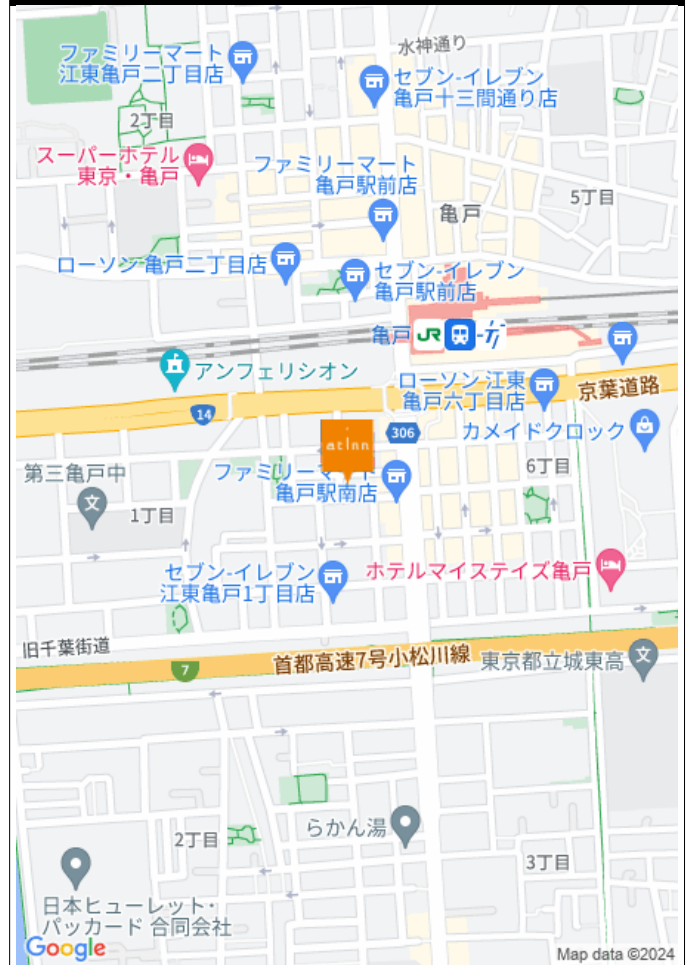 水神通り
ファミリーマート
江東亀戸二丁目店
セブン-イレブン
亀戸十三間通り店
2丁目
スーパーホテル
東京・亀戸
ファミリーマート
亀戸駅前店
5丁目
亀戸
ローソン 亀戸二丁目店
セブン-イレブン
亀戸駅前店
亀戸 JR
アンフェリシオン
ローソン 江東
亀戸六丁目店
京葉道路
14
306
カメイドクロック
at inn
第三亀戸中
ファミリーマート
亀戸駅南店
6丁目
1丁目
セブン-イレブン
江東亀戸1丁目店
ホテルマイステイズ亀戸
旧千葉街道
7
首都高速7号小松川線
東京都立城東高
らかん湯
2丁目
3丁目
日本ヒューレット・
パッカード 合同会社
Google
Map data ©2024